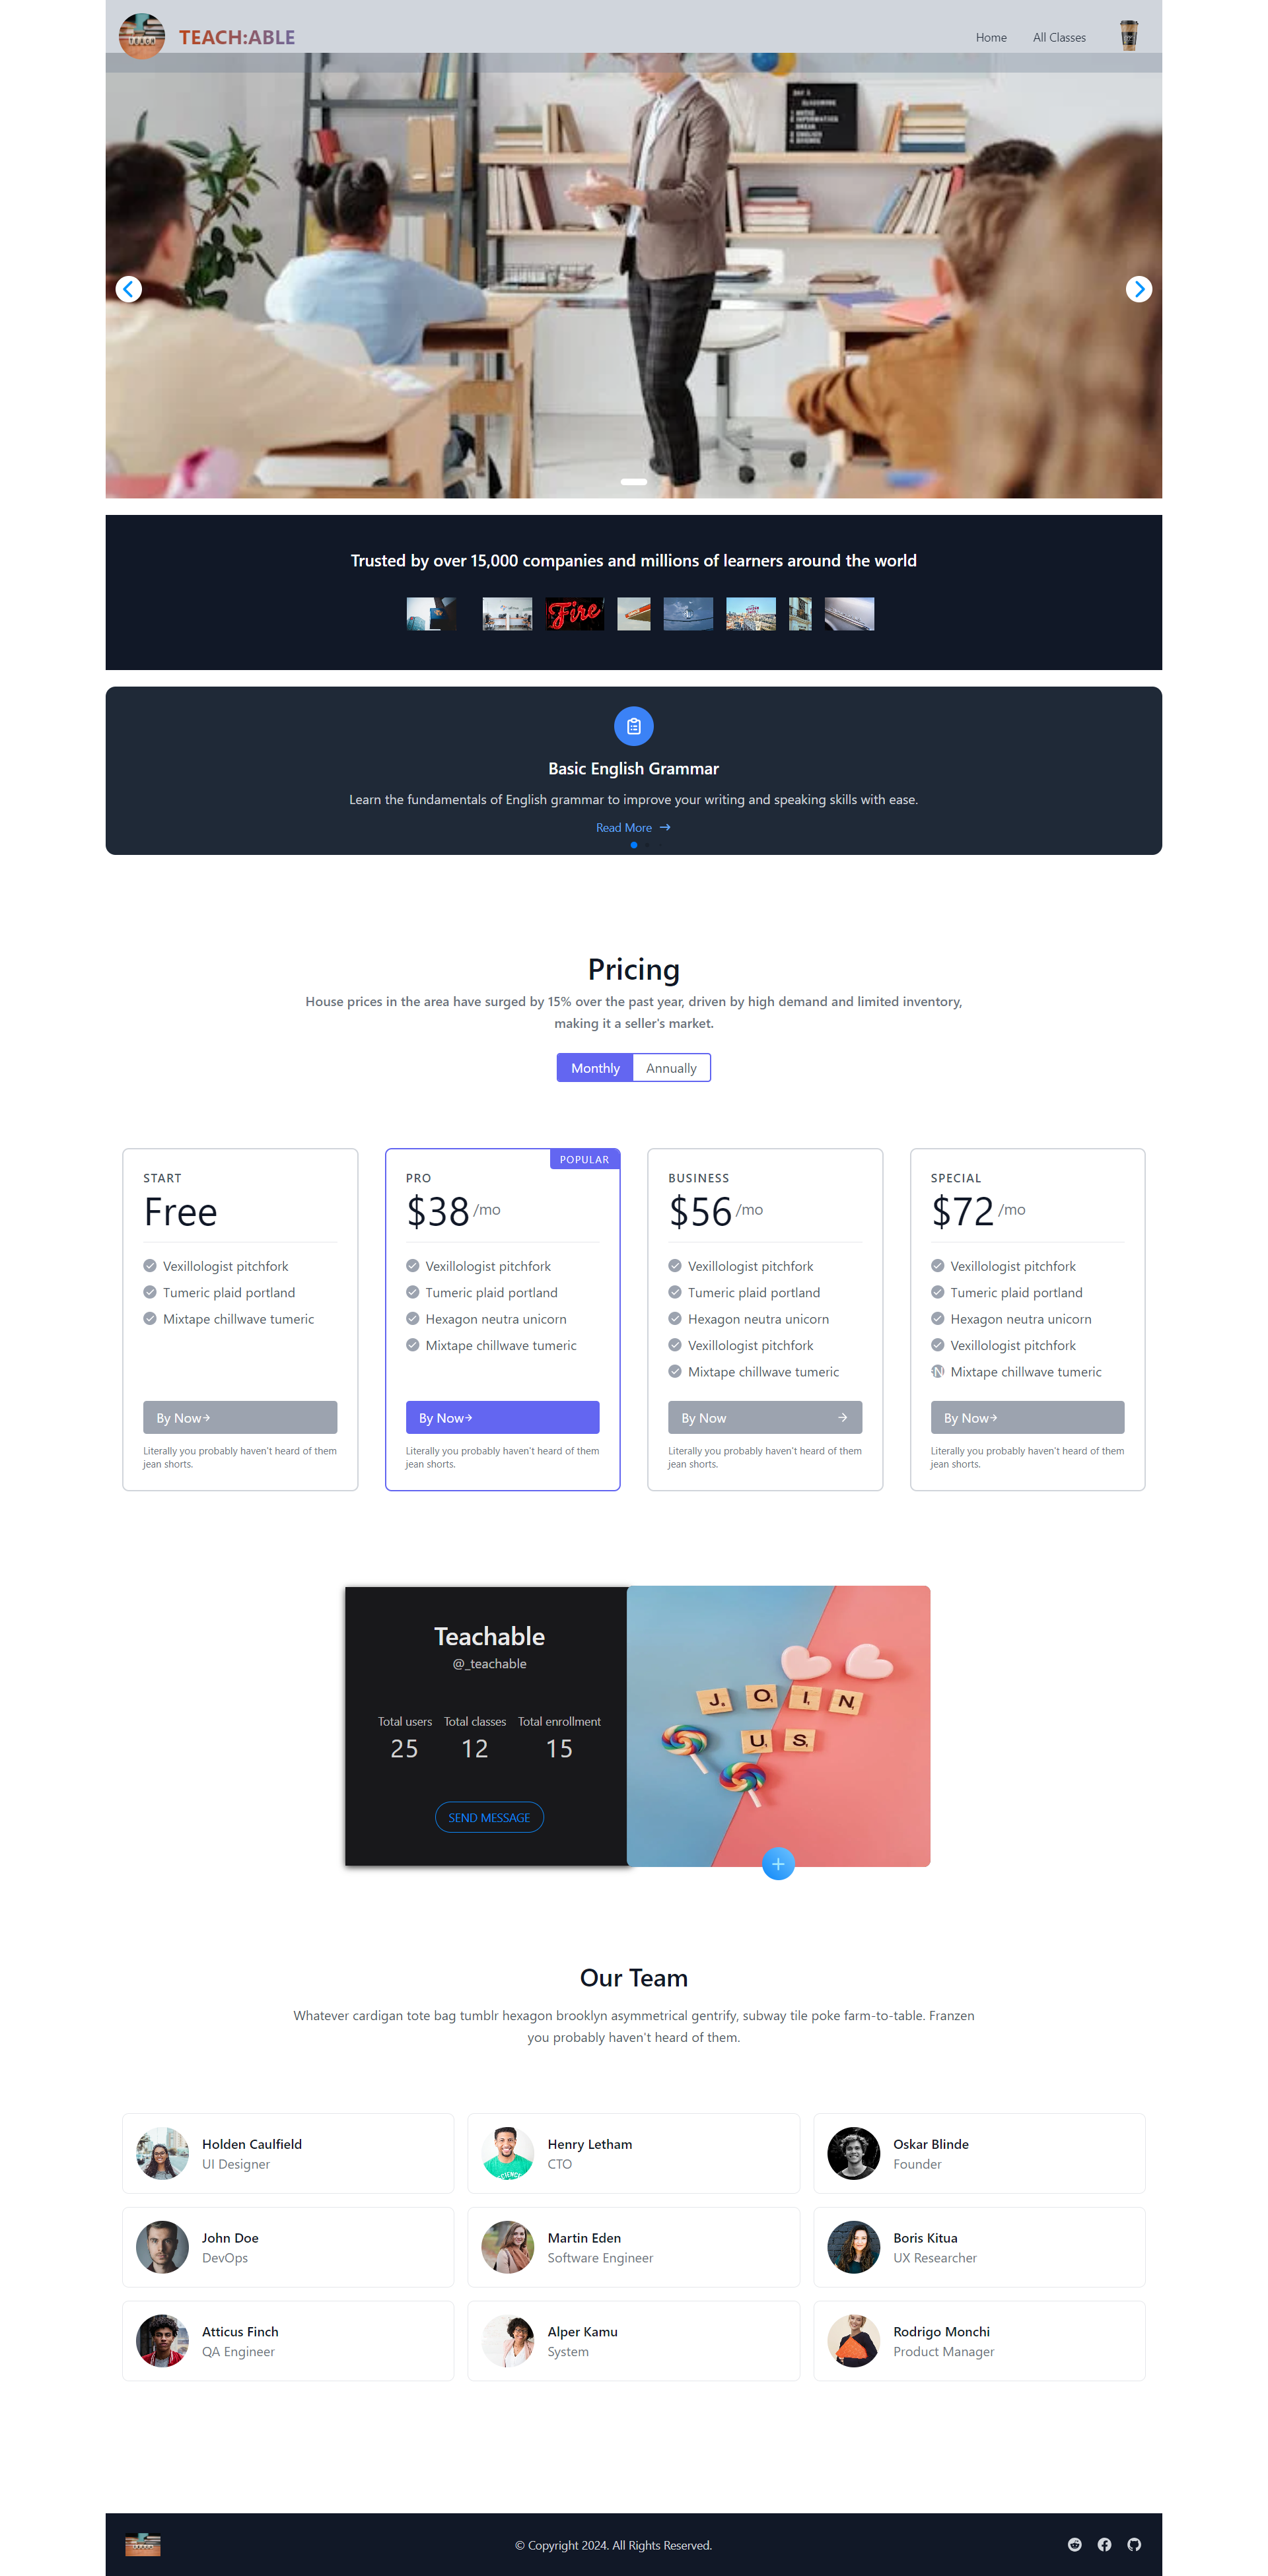 TEACH
TEACH:ABLE
Home
All Classes
Trusted by over 15,000 companies and millions of learners around the world
Fire
Basic English Grammar
Learn the fundamentals of English grammar to improve your writing and speaking skills with ease.
Read More
Pricing
House prices in the area have surged by 15% over the past year, driven by high demand and limited inventory,
making it a seller's market.
Monthly
Annually
START
Free
Vexillologist pitchfork
Tumeric plaid portland
Mixtape chillwave tumeric
By Now
Literally you probably haven't heard of them
jean shorts.
POPULAR
PRO
$38 /mo
Vexillologist pitchfork
Tumeric plaid portland
Hexagon neutra unicorn
Mixtape chillwave tumeric
By Now
Literally you probably haven't heard of them
jean shorts.
BUSINESS
$56 /mo
Vexillologist pitchfork
Tumeric plaid portland
Hexagon neutra unicorn
Vexillologist pitchfork
Mixtape chillwave tumeric
By Now
Literally you probably haven't heard of them
jean shorts.
SPECIAL
$72 /mo
Vexillologist pitchfork
Tumeric plaid portland
Hexagon neutra unicorn
Vexillologist pitchfork
Mixtape chillwave tumeric
By Now
Literally you probably haven't heard of them
jean shorts.
Teachable
@_teachable
Total users
25
Total classes
12
Total enrollment
15
SEND MESSAGE
JOIN
US
Our Team
Whatever cardigan tote bag tumblr hexagon brooklyn asymmetrical gentrify, subway tile poke farm-to-table. Franzen
you probably haven't heard of them.
Holden Caulfield
UI Designer
Henry Letham
CTO
Oskar Blinde
Founder
John Doe
DevOps
Martin Eden
Software Engineer
Boris Kitua
UX Researcher
Atticus Finch
QA Engineer
Alper Kamu
System
Rodrigo Monchi
Product Manager
© Copyright 2024. All Rights Reserved.